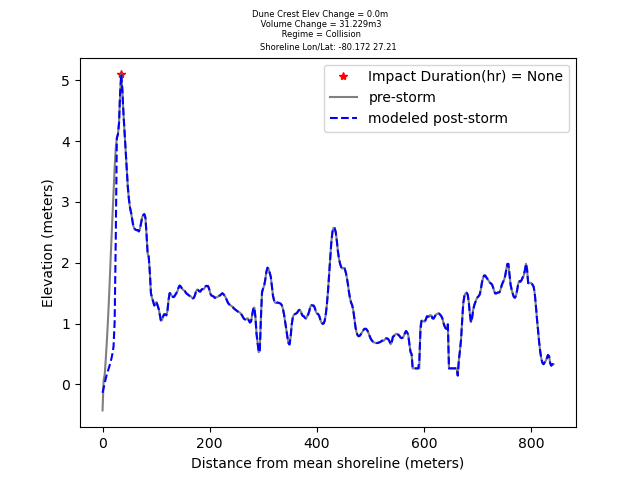 Dune Crest Elev Change = 0.0m
Volume Change = 31.229m3
Regime = Collision
Shoreline Lon/Lat: -80.172 27.21
Impact Duration(hr) = None
pre-storm
modeled post-storm
Elevation (meters)
5
4
3
2
1
0
0 200 400 600 800
Distance from mean shoreline (meters)